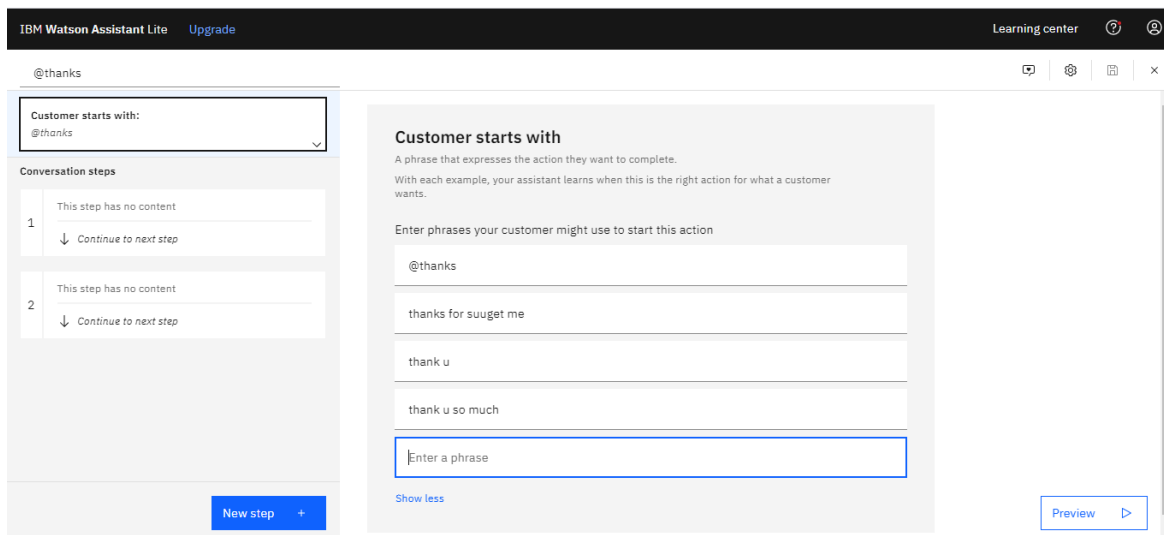 IBM Watson Assistant Lite Upgrade Learning center
@thanks
Customer starts with:
@thanks
Conversation steps
1
This step has no content
Continue to next step
2
This step has no content
Continue to next step
New step +
Customer starts with
A phrase that expresses the action they want to complete.
With each example, your assistant learns when this is the right action for what a customer
wants.
Enter phrases your customer might use to start this action
@thanks
thanks for suuget me
thank u
thank u so much
Enter a phrase
Show less
Preview